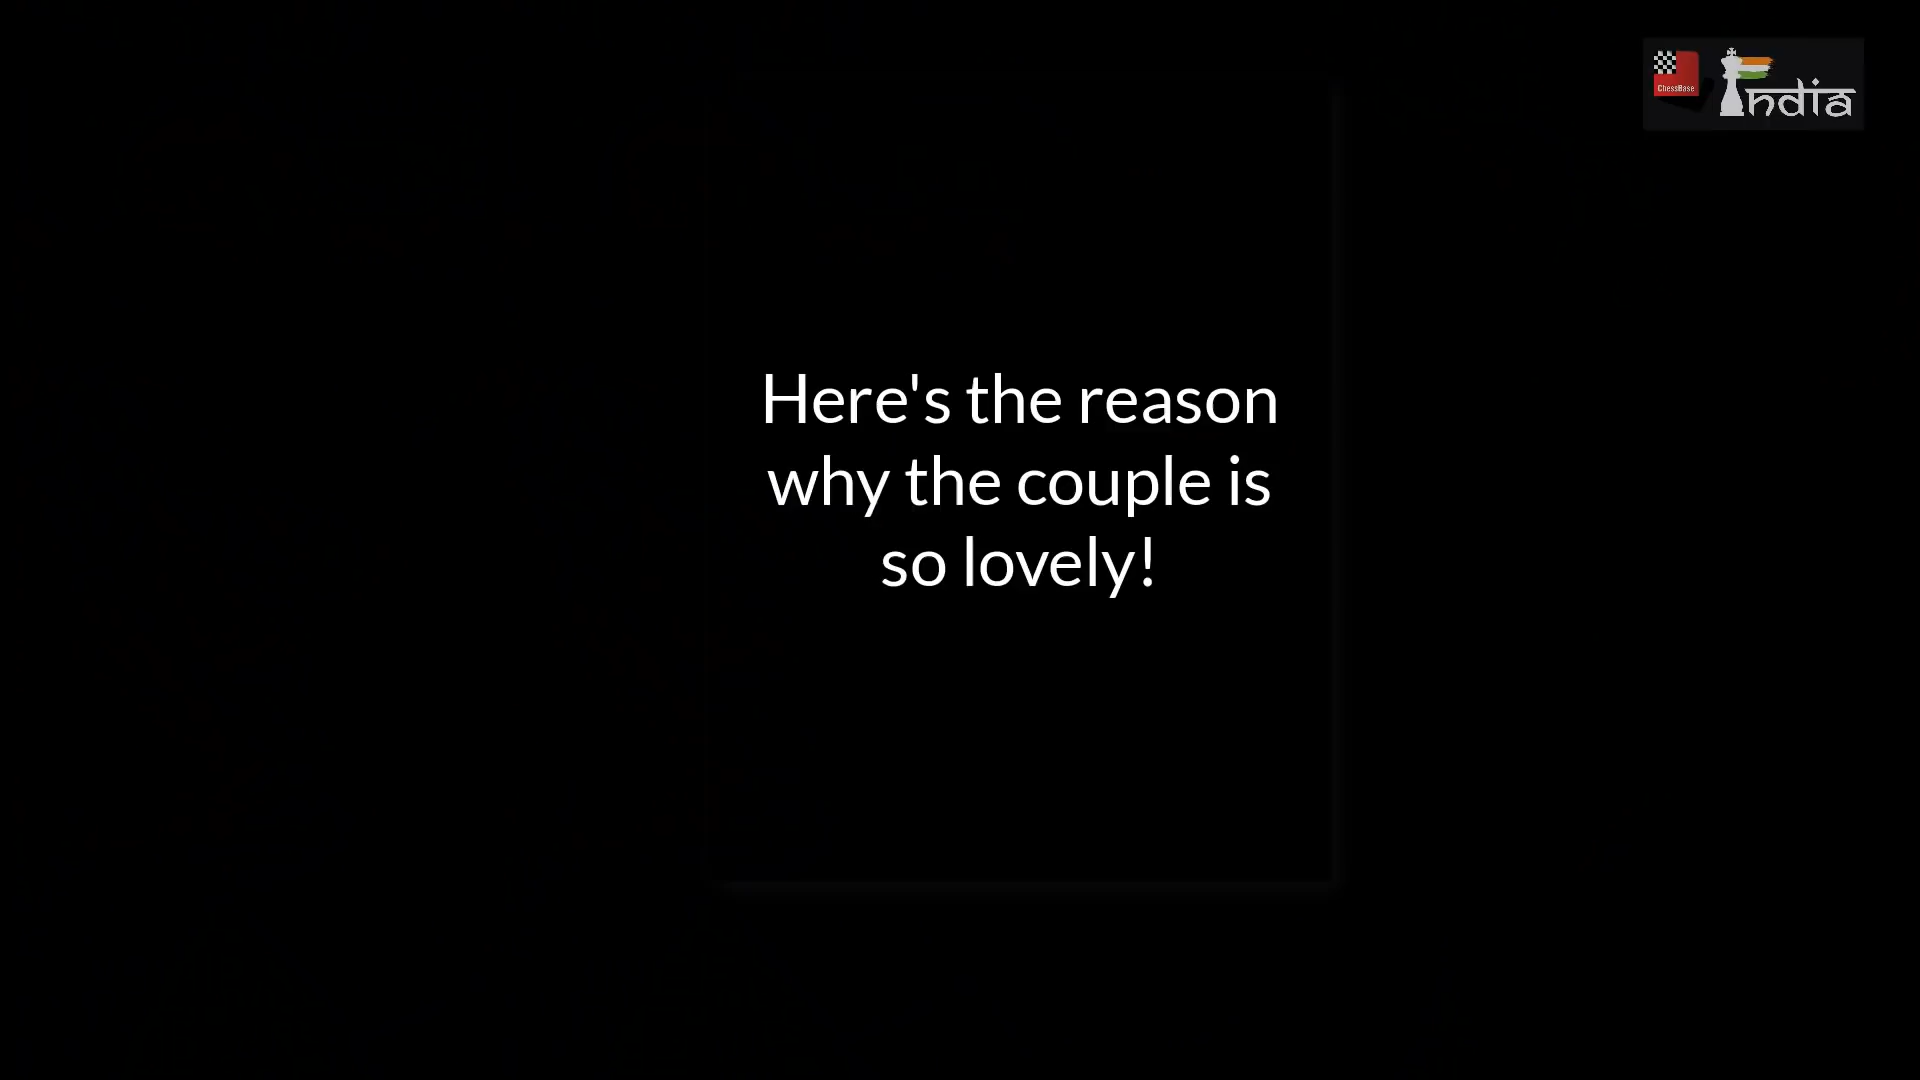 ChessBase
India
Here's the reason
why the couple is
so lovely!